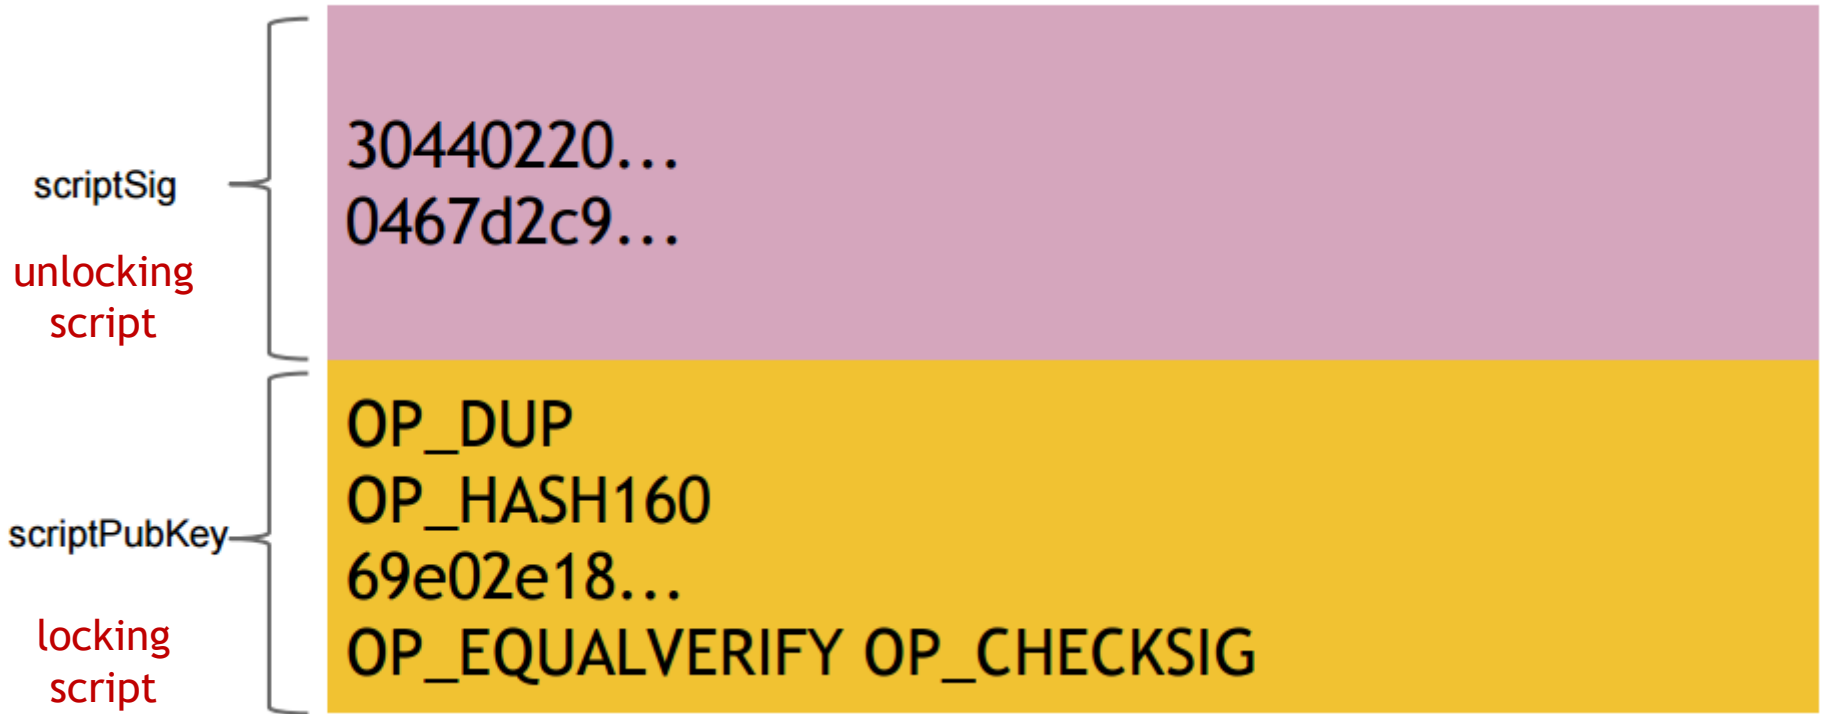 scriptSig
unlocking
script
30440220...
0467d2c9...
scriptPubKey
locking
script
OP_DUP
OP_HASH160
69e02e18...
OP_EQUALVERIFY OP_CHECKSIG